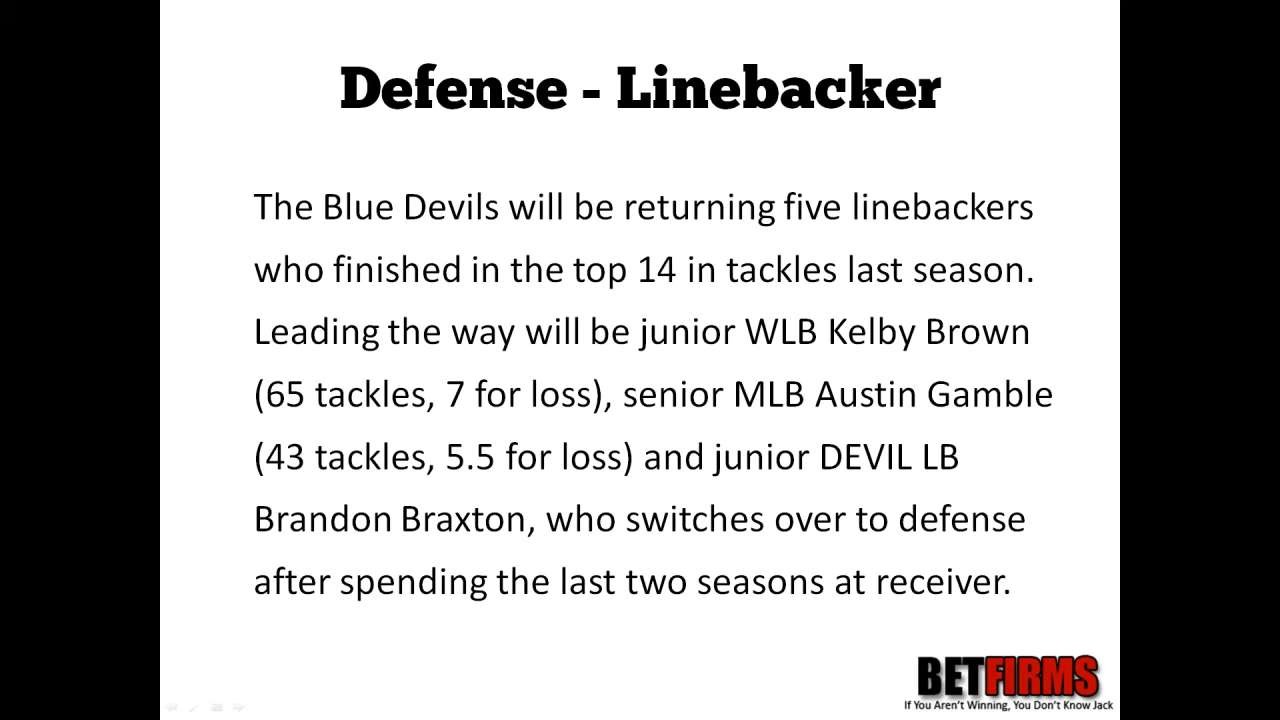 Defense - Linebacker
The Blue Devils will be returning five linebackers
who finished in the top 14 in tackles last season.
Leading the way will be junior WLB Kelby Brown
(65 tackles, 7 for loss), senior MLB Austin Gamble
(43 tackles, 5.5 for loss) and junior DEVIL LB
Brandon Braxton, who switches over to defense
after spending the last two seasons at receiver.
BETFIRMS
If You Aren't Winning, You Don't Know Jack